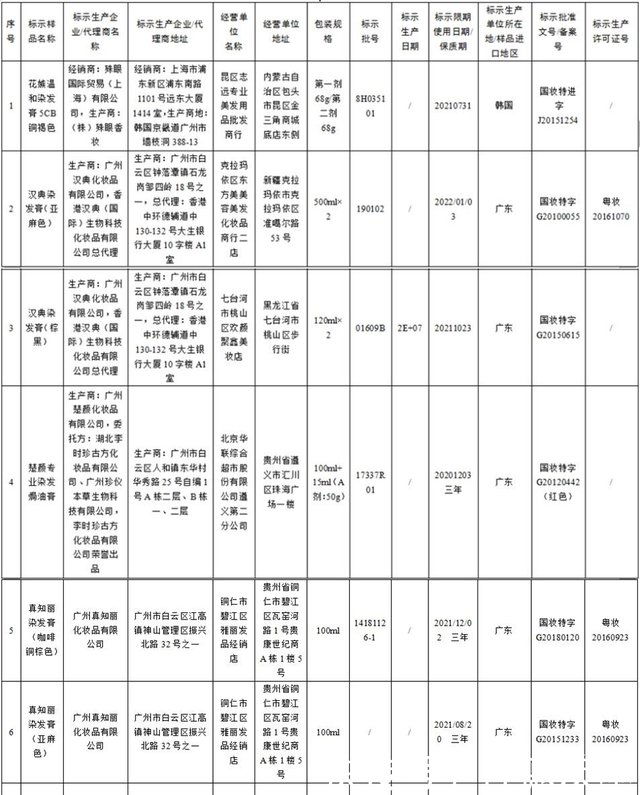 序号
标示样品名称
标示生产企业/代理商名称
标示生产企业/代理商地址
经营单位名称
经营单位地址
包装规格
标示批号
标示生产日期
标示限期使用日期/保质期
标示生产单位所在地/样品进口地区
标示批准文号/备案号
标示生产许可证号
1
花雏温和染发膏5CB铜褐色
经销商：殊眼国际贸易（上海）有限公司，生产商：（株）殊眼香妆
经销商：上海市浦东新区浦东南路1101号远东大厦1414室，生产商地：韩国京畿道广州市墙枝洞388-13
昆区志远专业美发用品批发商行
内蒙古自治区包头市昆区金三角商城底店东侧
第一剂68g/第二剂68g
8H035101
/
20210731
韩国
国妆特进字J20151254
/
2
汉典染发膏（亚麻色）
生产商：广州汉典化妆品有限公司，香港汉典（国际）生物科技化妆品有限公司总代理
生产商：广州市白云区钟落潭镇石龙岗邹四岭18号之一，总代理：香港中环德辅道中130-132号大生银行大厦10字楼A1室
克拉玛依区东方美美容美发化妆品商行二店
新疆克拉玛依市克拉玛依区准噶尔路53号
500ml×2
190102
/
2022/01/03
广东
国妆特字G20100055
粤妆20161070
3
汉典染发膏（棕黑）
生产商：广州汉典化妆品有限公司，香港汉典（国际）生物科技化妆品有限公司总代理
生产商：广州市白云区钟落潭镇石龙岗邹四岭18号之一，总代理：香港中环德辅道中130-132号大生银行大厦10字楼A1室
七台河市桃山区欢颜聚鑫美妆店
黑龙江省七台河市桃山区步行街
120ml×2
01609B
2E+07
20211023
广东
国妆特字G20150615
/
4
楚颜专业染发焗油膏
生产商：广州楚颜化妆品有限公司，委托方：湖北李时珍古方化妆品有限公司、广州珍仪本草生物科技有限公司，李时珍古方化妆品有限公司荣誉出品
生产商：广州市白云区人和镇东华村华秀路25号自编1号A栋二层、B栋一、二层
北京华联综合超市股份有限公司遵义第二分公司
贵州省遵义市汇川区珠海广场一楼
100ml+15ml（A剂:50g）
17337R01
/
20201203 三年
广东
国妆特字G20120442（红色）
/
5
真知丽染发膏（咖啡铜棕色）
广州真知丽化妆品有限公司
广州市白云区江高镇神山管理区振兴北路32号之一
铜仁市碧江区雅丽发品经销店
贵州省铜仁市碧江区瓦窑河路1号贵康世纪商A栋1楼5号
100ml
14181126-1
/
2021/12/02 三年
广东
国妆特字G20180120
粤妆20160923
6
真知丽染发膏（亚麻色）
广州真知丽化妆品有限公司
广州市白云区江高镇神山管理区振兴北路32号之一
铜仁市碧江区雅丽发品经销店
贵州省铜仁市碧江区瓦窑河路1号贵康世纪商A栋1楼5号
100ml
/
/
2021/08/20 三年
广东
国妆特字G20151233
粤妆20160923